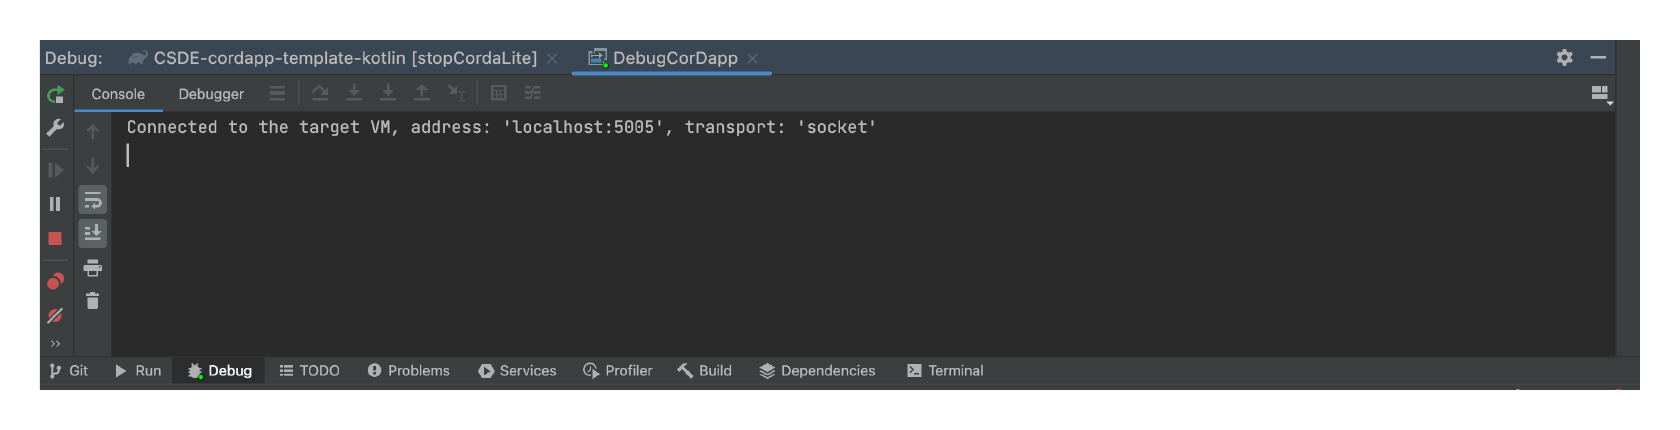 Debug: CSDE-cordapp-template-kotlin [stopCordaLite] DebugCorDapp
Console Debugger
Connected to the target VM, address: 'localhost:5005', transport: 'socket'
Git Run Debug TODO Problems Services Profiler Build Dependencies Terminal